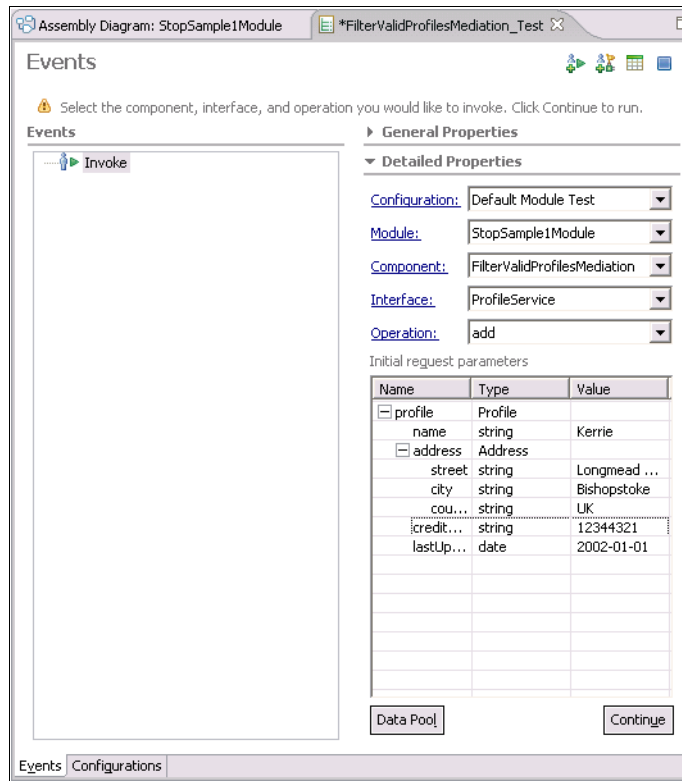 Assembly Diagram: StopSample1Module *FilterValidProfilesMediation_Test
Events
Select the component, interface, and operation you would like to invoke. Click Continue to run.
Events
Invoke
General Properties
Detailed Properties
Configuration: Default Module Test
Module: StopSample1Module
Component: FilterValidProfilesMediation
Interface: ProfileService
Operation: add
Initial request parameters
Name Type Value
profile Profile
name string Kerrie
address Address
street string Longmead ...
city string Bishopstoke
cou... string UK
credit... string 12344321
lastUp... date 2002-01-01
Data Pool Continue
Events Configurations